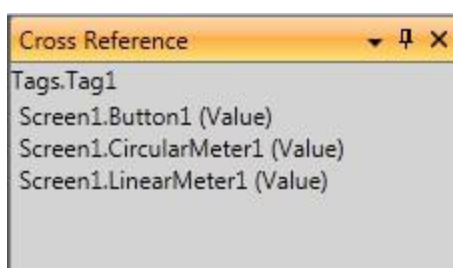 Cross Reference
Tags.Tag1
Screen1.Button1 (Value)
Screen1.CircularMeter1 (Value)
Screen1.LinearMeter1 (Value)